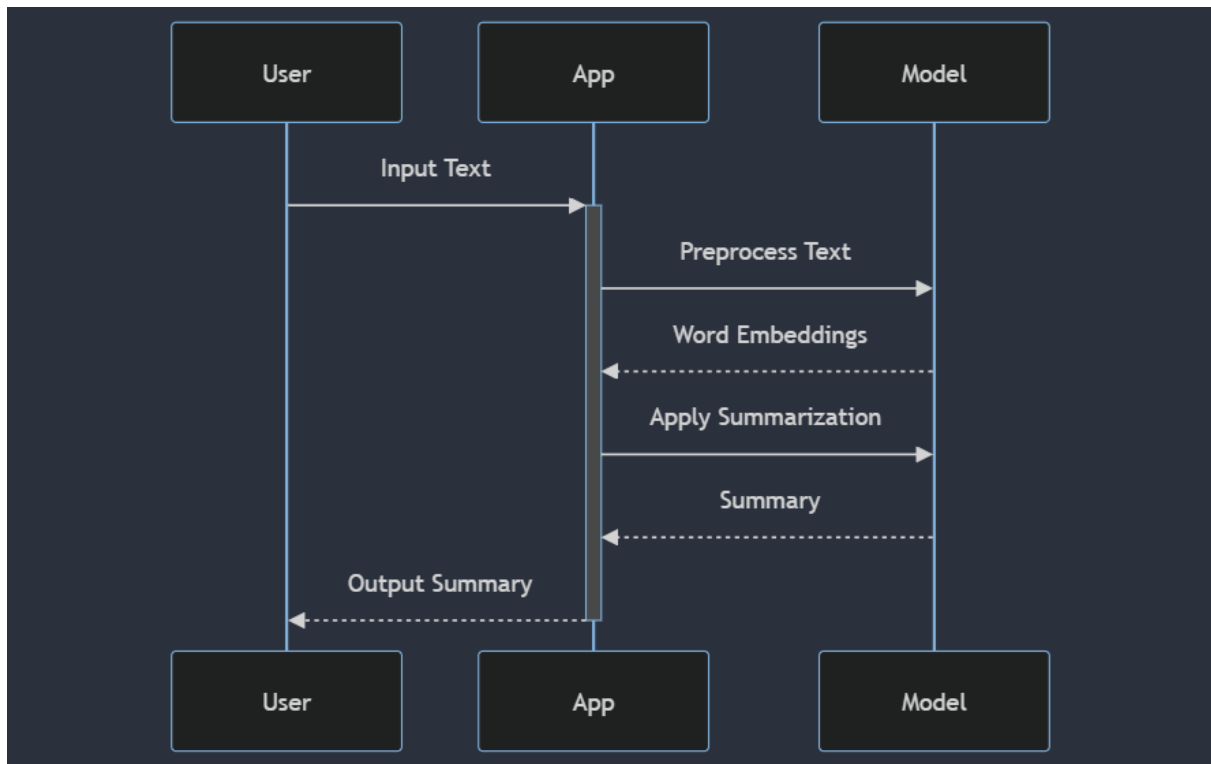 User
App
Model
Input Text
Preprocess Text
Word Embeddings
Apply Summarization
Summary
Output Summary
User
App
Model